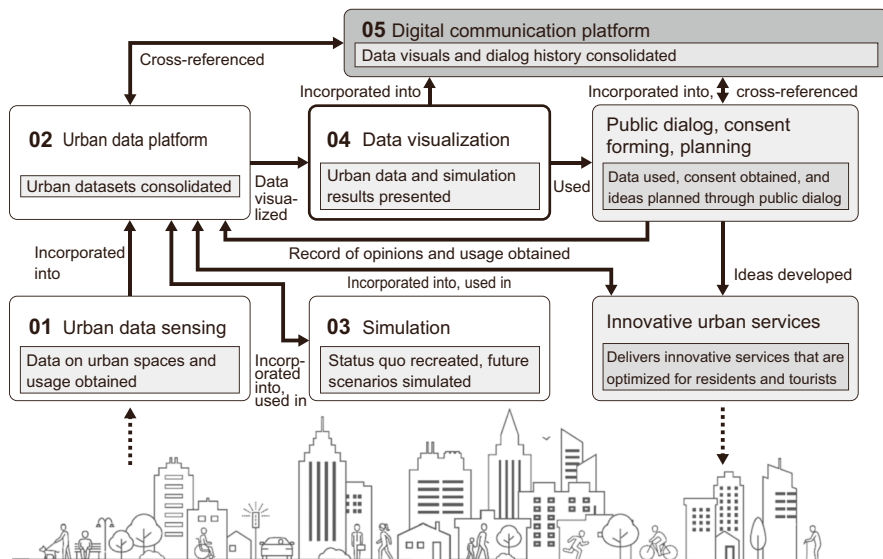 05 Digital communication platform
Data visuals and dialog history consolidated
Cross-referenced
Incorporated into
Incorporated into, cross-referenced
02 Urban data platform
Urban datasets consolidated
Data
visua-
lized
04 Data visualization
Urban data and simulation
results presented
Used
Public dialog, consent
forming, planning
Data used, consent obtained, and
ideas planned through public dialog
Record of opinions and usage obtained
Incorporated
into
Incorporated into, used in
Ideas developed
01 Urban data sensing
Data on urban spaces and
usage obtained
Incorp-
orated
into,
used in
03 Simulation
Status quo recreated, future
scenarios simulated
Innovative urban services
Delivers innovative services that are
optimized for residents and tourists